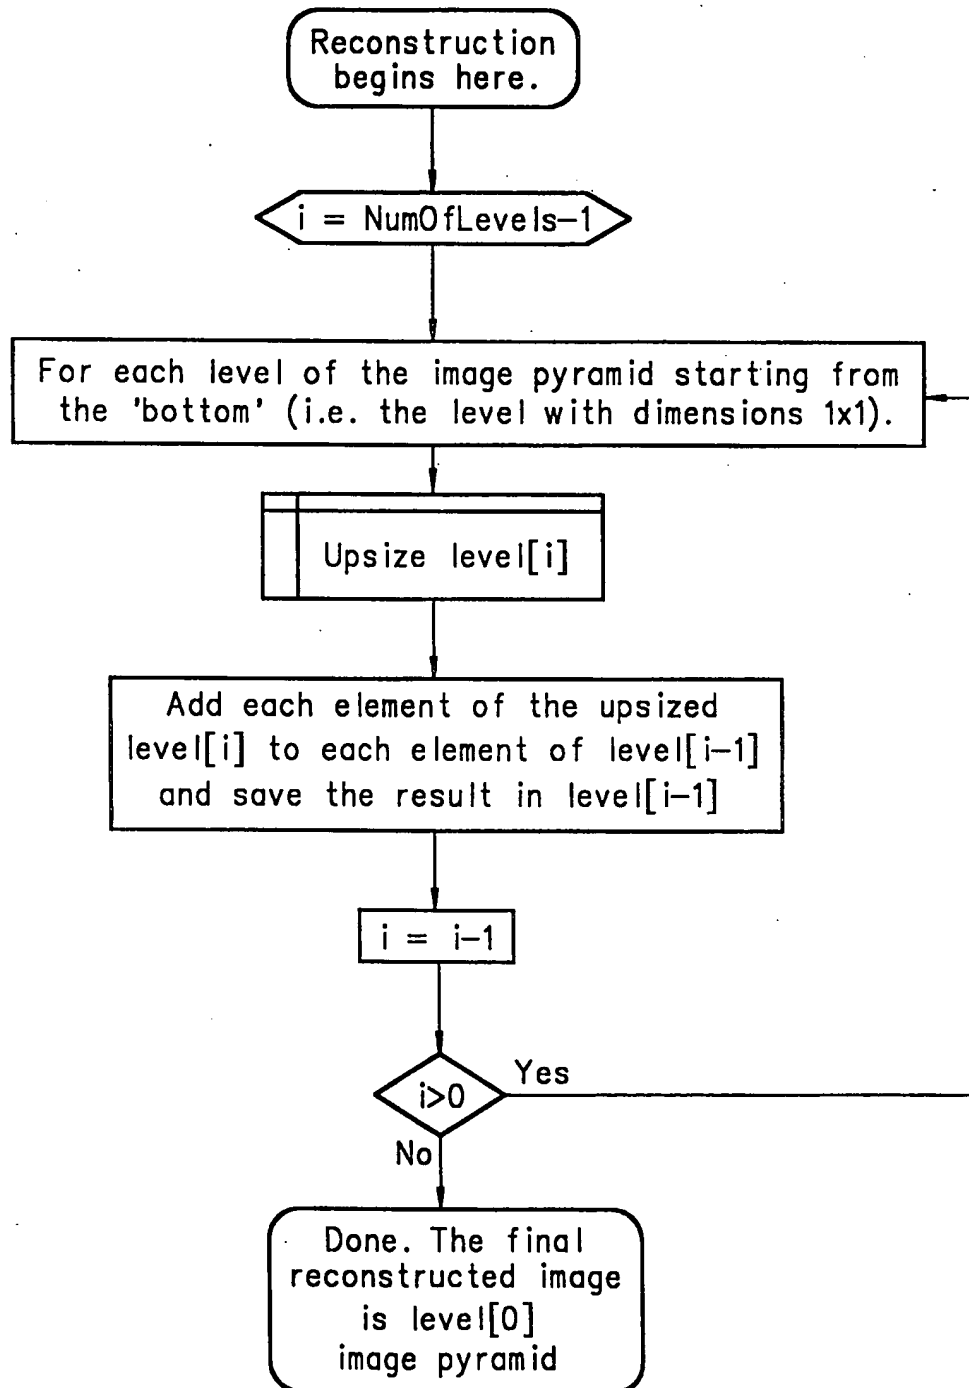 Reconstruction
begins here.
i = NumOfLevels-1
For each level of the image pyramid starting from
the 'bottom' (i.e. the level with dimensions 1x1).
Upsize level[i]
Add each element of the upsized
level[i] to each element of level[i-1]
and save the result in level[i-1]
i = i-1
i>0
Yes
No
Done. The final
reconstructed image
is level[0]
image pyramid